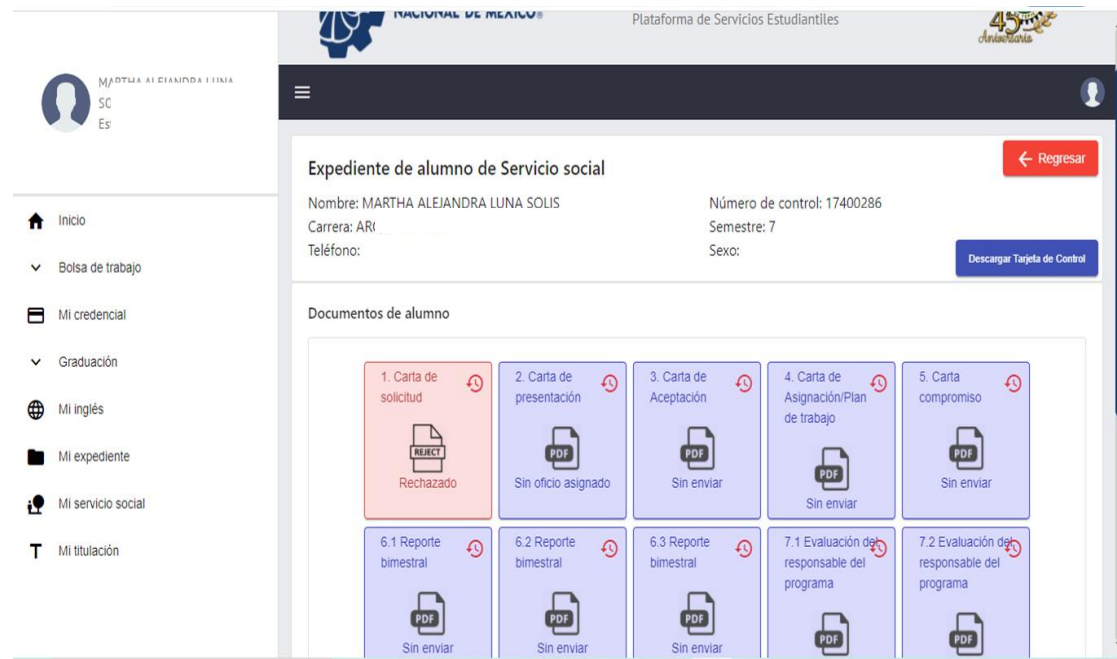 NACIONAL DE MÉXICO®
Plataforma de Servicios Estudiantiles
45
Aniversario
MARTHA ALEJANDRA LUNA
Inicio
Bolsa de trabajo
Mi credencial
Graduación
Mi inglés
Mi expediente
Mi servicio social
Mi titulación
Expediente de alumno de Servicio social
Regresar
Nombre: MARTHA ALEJANDRA LUNA SOLIS
Número de control: 17400286
Carrera:
Semestre: 7
Teléfono:
Sexo:
Descargar Tarjeta de Control
Documentos de alumno
1. Carta de
solicitud
REJECT
Rechazado
2. Carta de
presentación
PDF
Sin oficio asignado
3. Carta de
Aceptación
PDF
Sin enviar
4. Carta de
Asignación/Plan
de trabajo
PDF
Sin enviar
5. Carta
compromiso
PDF
Sin enviar
6.1 Reporte
bimestral
PDF
Sin enviar
6.2 Reporte
bimestral
PDF
Sin enviar
6.3 Reporte
bimestral
PDF
Sin enviar
7.1 Evaluación del
responsable del
programa
PDF
7.2 Evaluación del
responsable del
programa
PDF